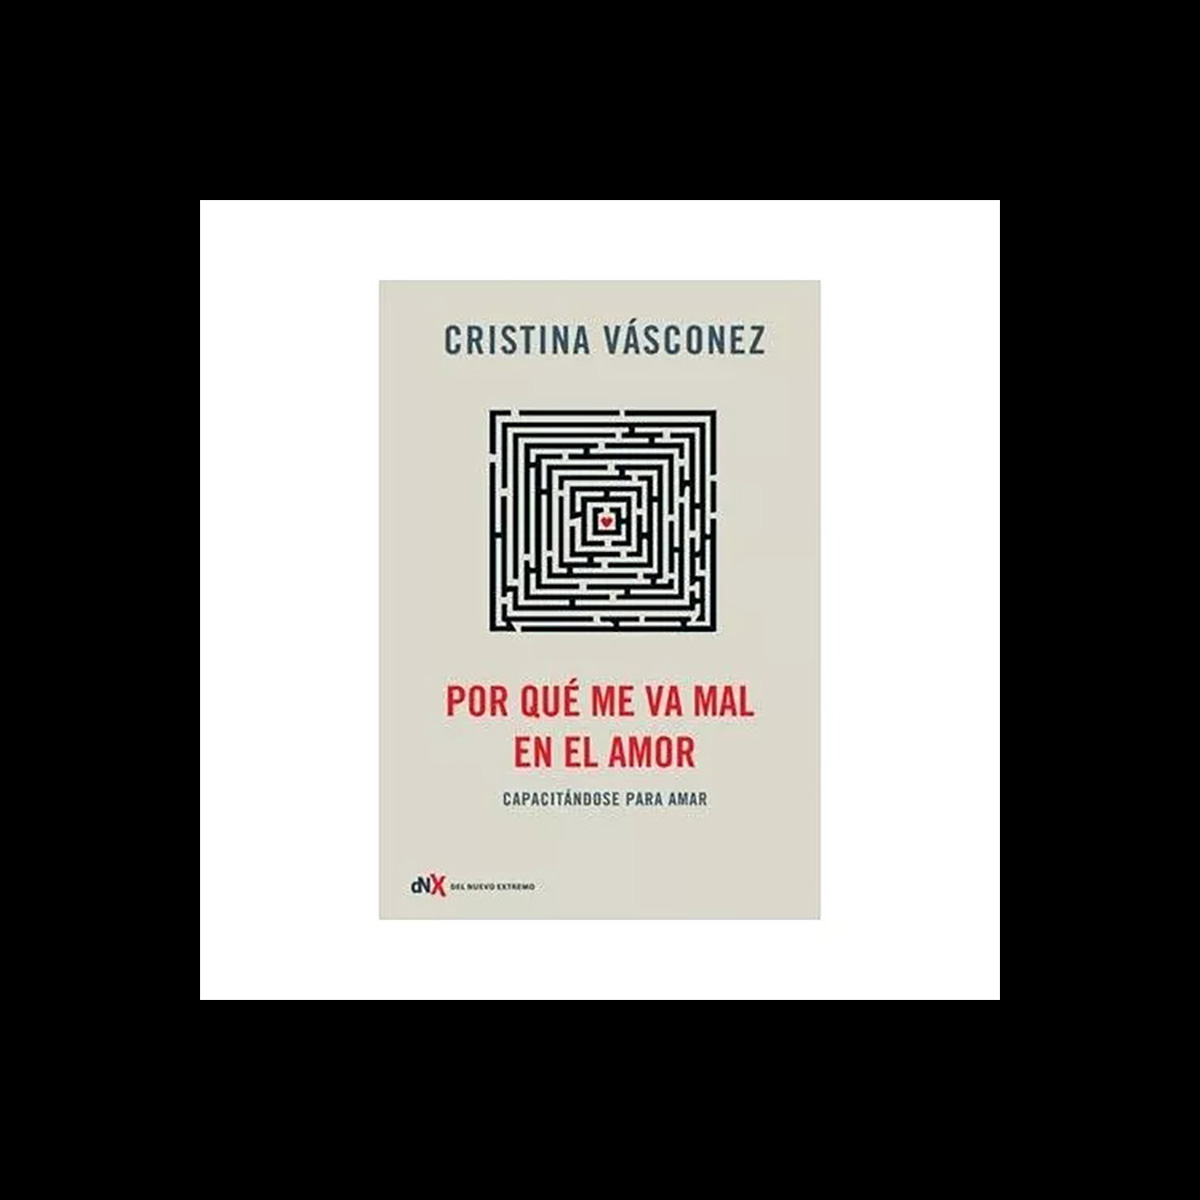 CRISTINA VÁSCONEZ
POR QUÉ ME VA MAL
EN EL AMOR
CAPACITÁNDOSE PARA AMAR
dNX DEL NUEVO EXTREMO